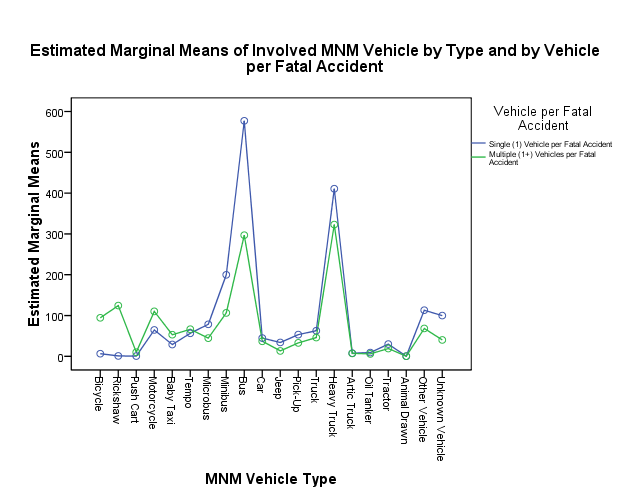 Estimated Marginal Means of Involved MNM Vehicle by Type and by Vehicle
per Fatal Accident
Vehicle per Fatal
Accident
Single (1) Vehicle per Fatal Accident
Multiple (1+) Vehicles per Fatal
Accident
Estimated Marginal Means
600
500
400
300
200
100
0
Bicycle
Rickshaw
Push Cart
Motorcycle
Baby Taxi
Tempo
Microbus
Minibus
Bus
Car
Jeep
Pick-Up
Truck
Heavy Truck
Artic Truck
Oil Tanker
Tractor
Animal Drawn
Other Vehicle
Unknown Vehicle
MNM Vehicle Type